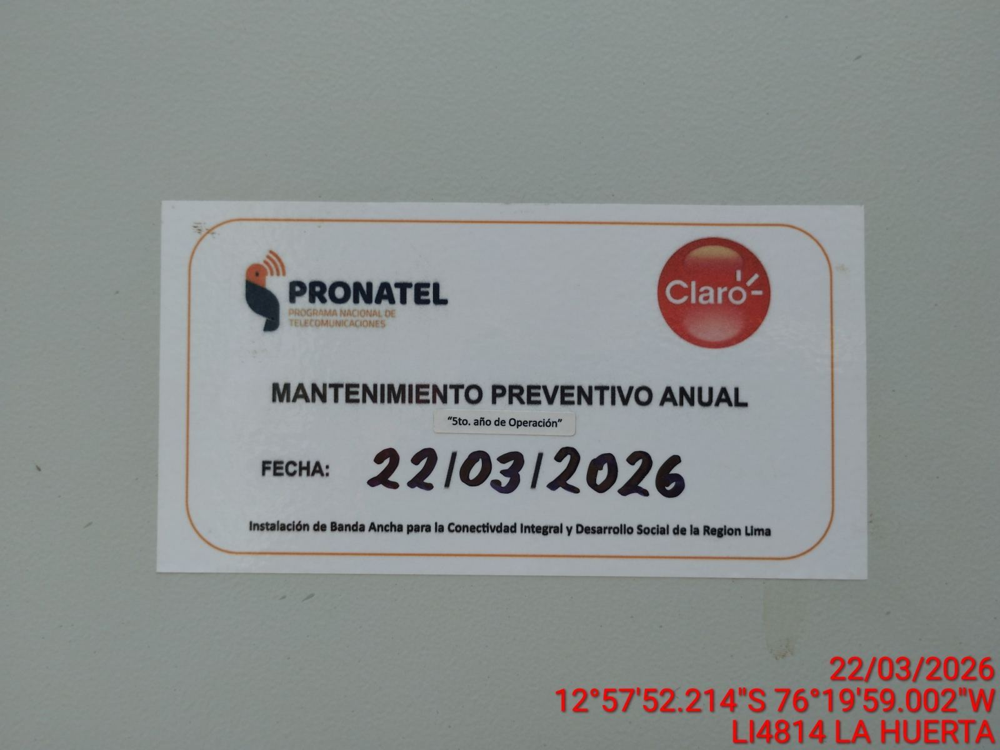 PRONATEL
PROGRAMA NACIONAL DE
TELECOMUNICACIONES
Claro
MANTENIMIENTO PREVENTIVO ANUAL
“5to. año de Operación”
FECHA: 22/03/2026
Instalación de Banda Ancha para la Conectivdad Integral y Desarrollo Social de la Region Lima
22/03/2026
12°57'52.214"S 76°19'59.002"W
LI4814 LA HUERTA